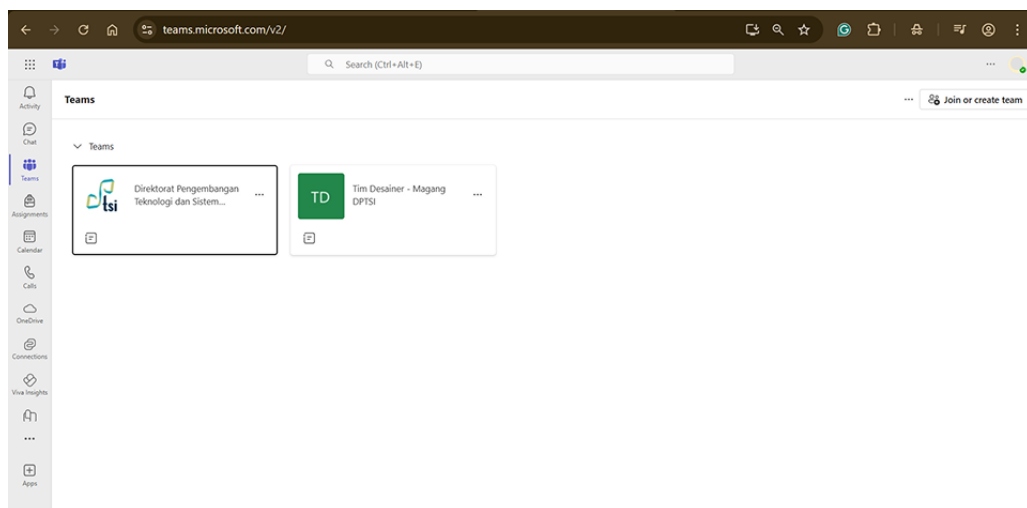 teams.microsoft.com/v2/
Search (Ctrl+Alt+E)
Activity
Chat
Teams
Assignments
Calendar
Calls
OneDrive
Connections
Viva Insights
Apps
Teams
Join or create team
Teams
tsi
Direktorat Pengembangan
Teknologi dan Sistem...
TD
Tim Desainer - Magang
DPTSI